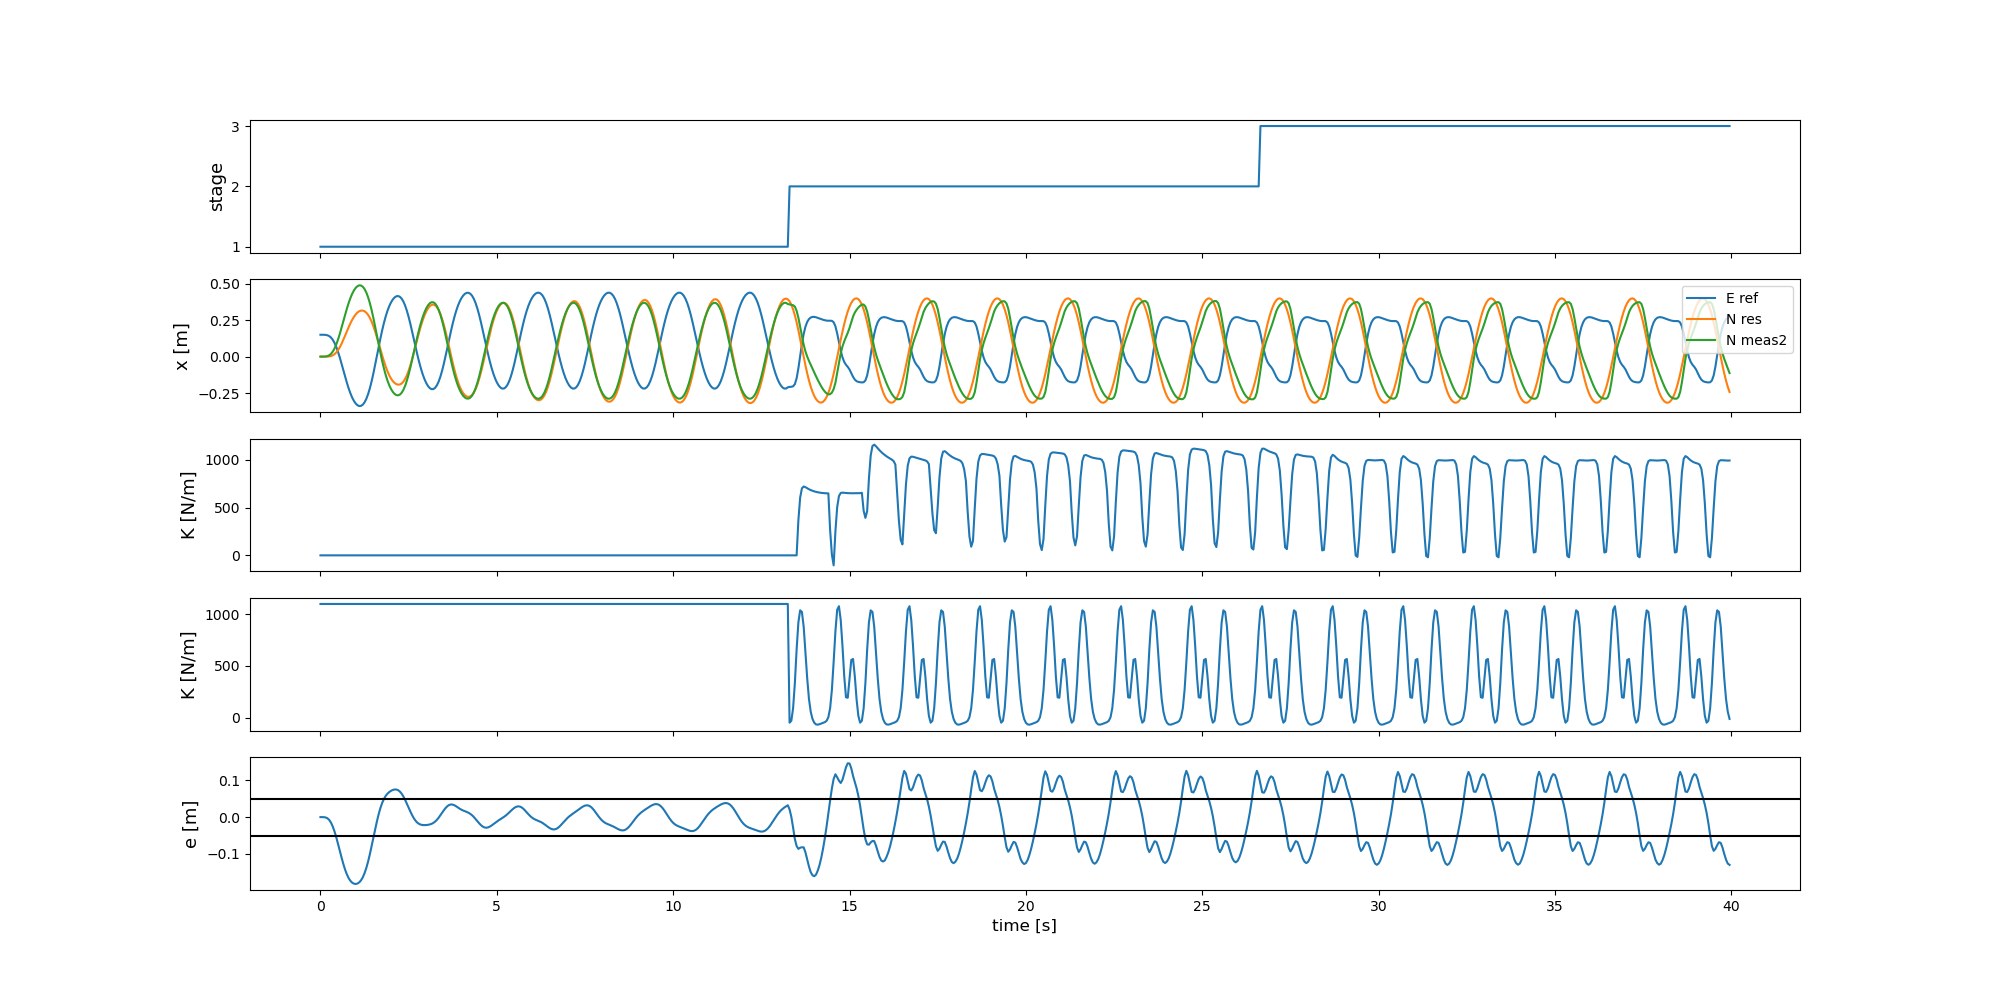 stage
3
2
1
x [m]
0.50
0.25
0.00
−0.25
E ref
N res
N meas2
K [N/m]
1000
500
0
K [N/m]
1000
500
0
e [m]
0.1
0.0
−0.1
0 5 10 15 20 25 30 35 40
time [s]